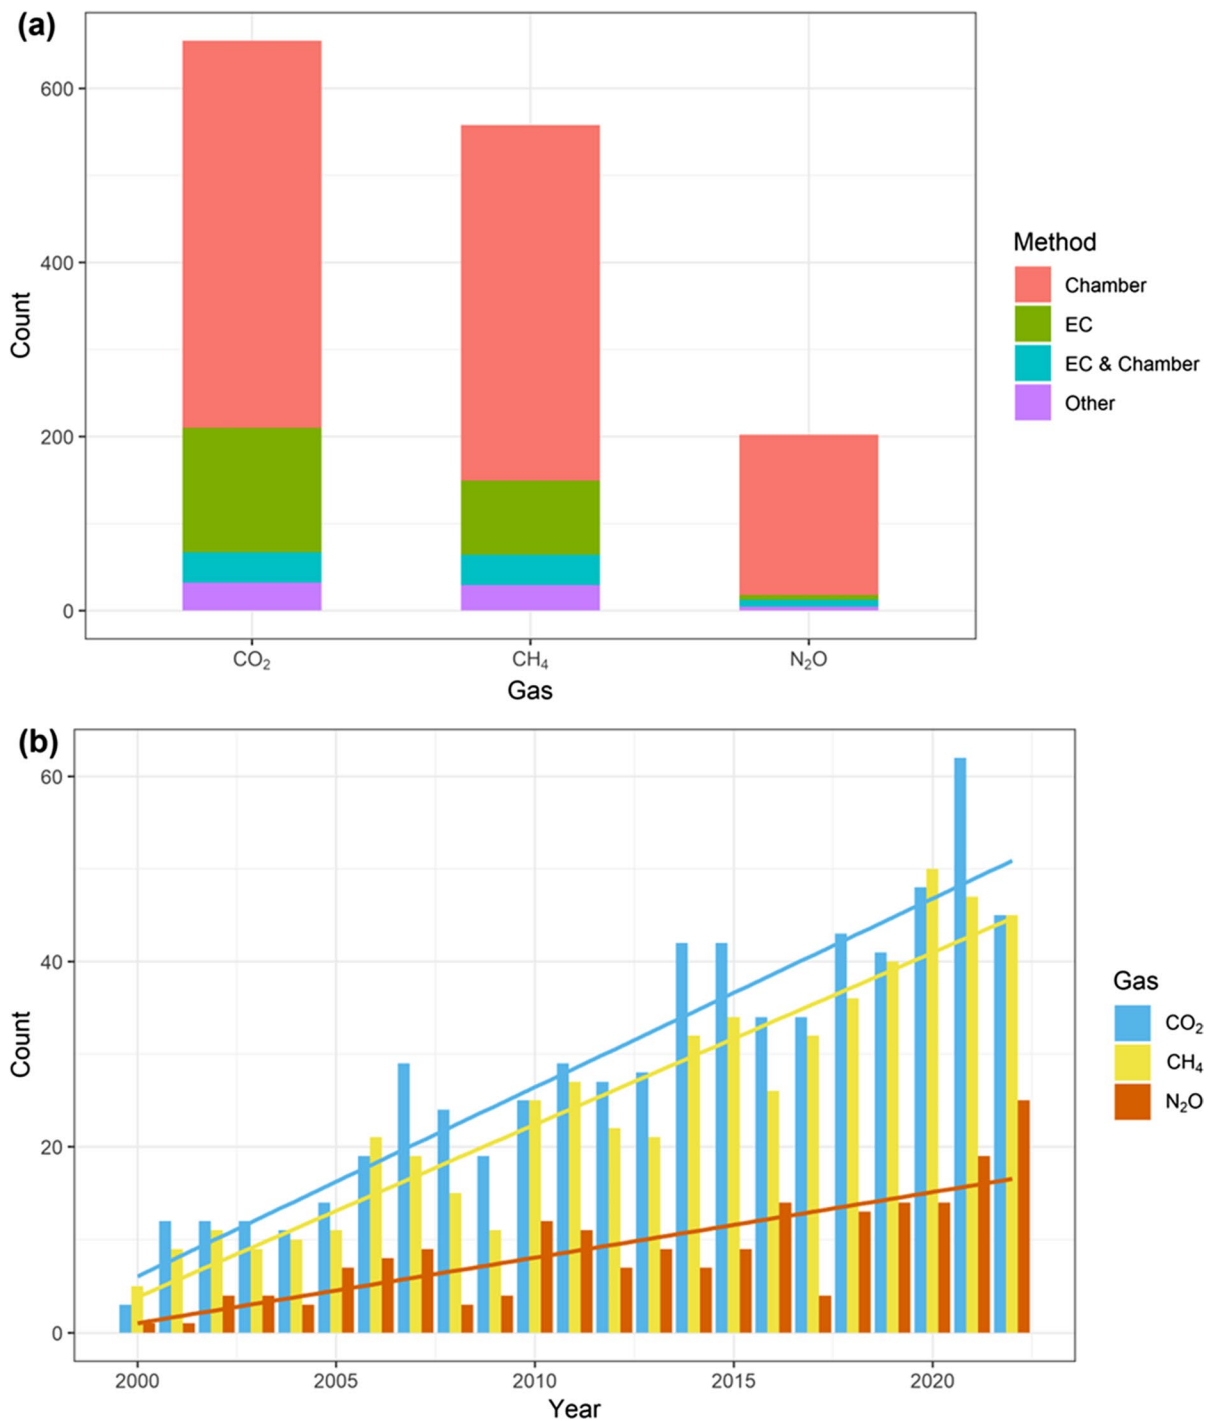 (a)
600
400
200
0
Count
CO₂
CH₄
N₂O
Gas
Method
Chamber
EC
EC & Chamber
Other
(b)
60
40
20
0
Count
2000
2005
2010
2015
2020
Year
Gas
CO₂
CH₄
N₂O